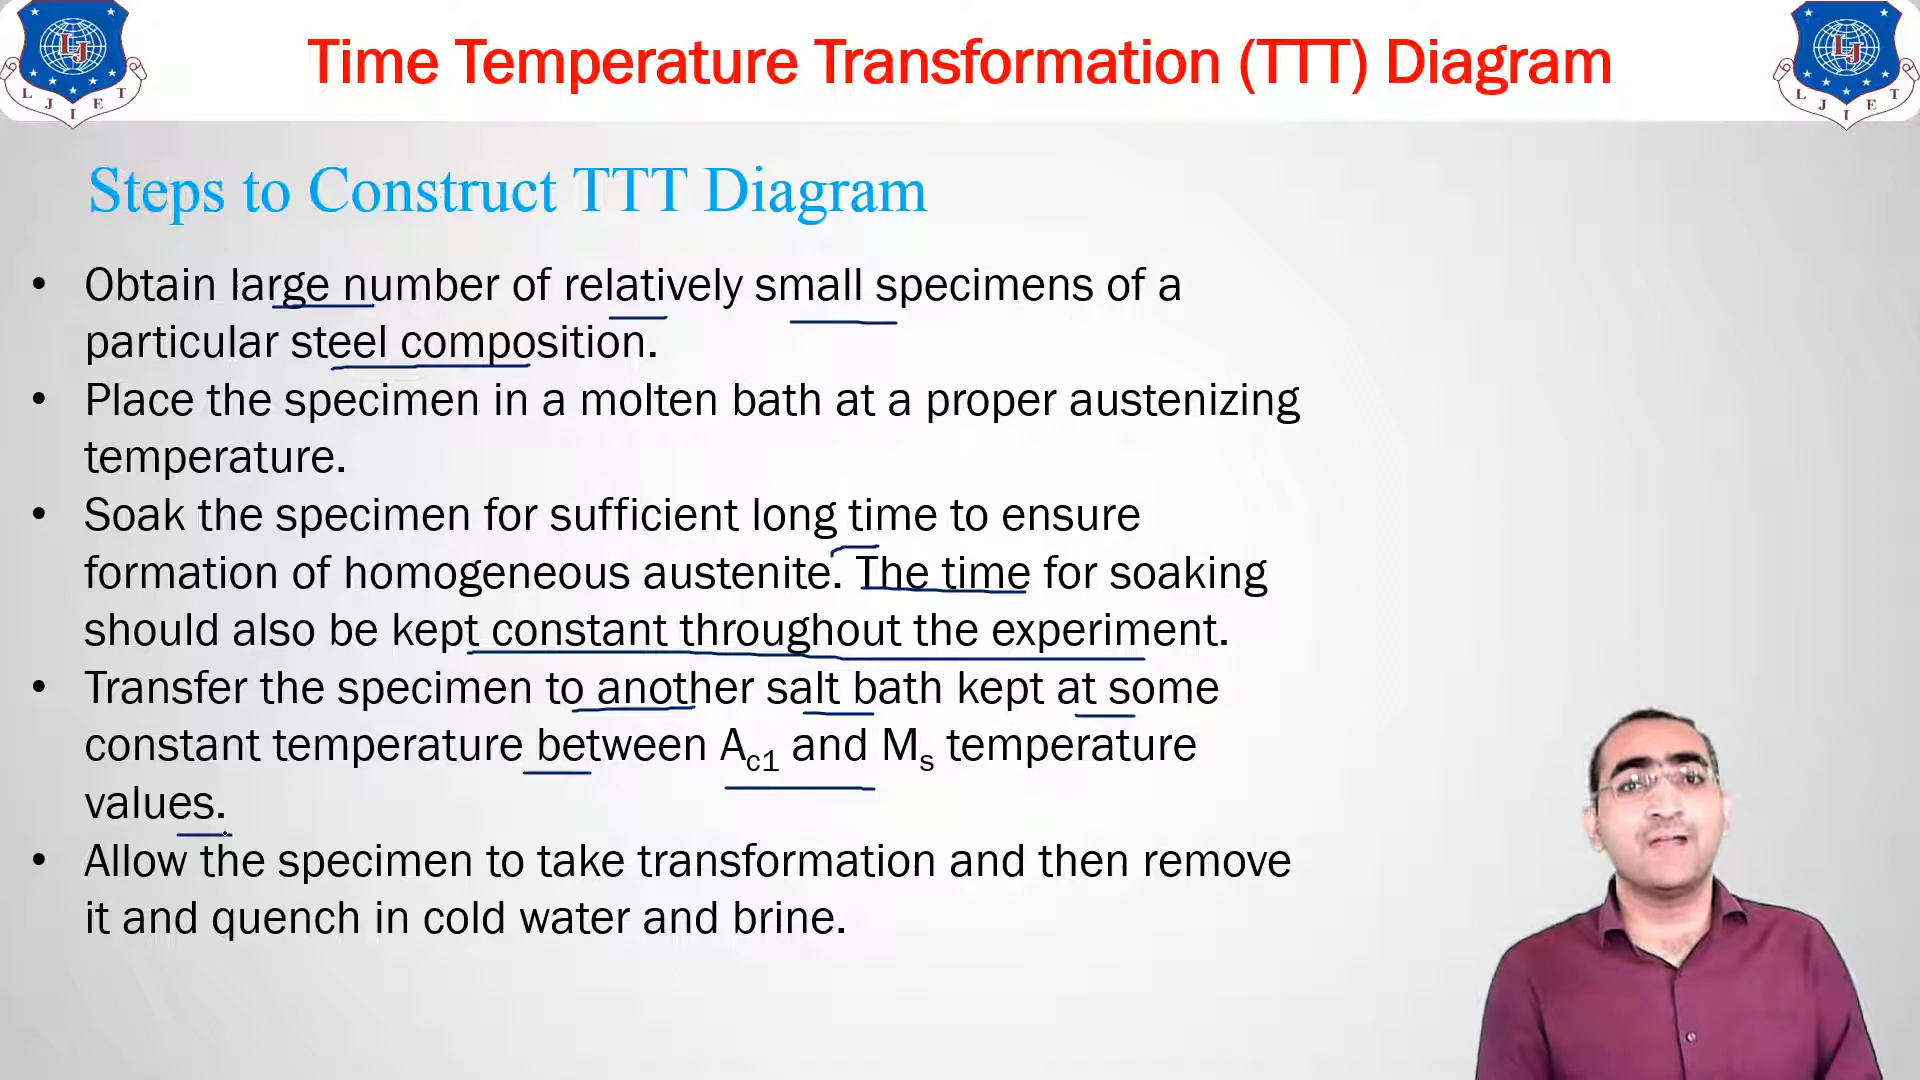 Time Temperature Transformation (TTT) Diagram
LJ
LJ
L J I E T
L J I E T
Steps to Construct TTT Diagram
• Obtain large number of relatively small specimens of a
particular steel composition.
• Place the specimen in a molten bath at a proper austenizing
temperature.
• Soak the specimen for sufficient long time to ensure
formation of homogeneous austenite. The time for soaking
should also be kept constant throughout the experiment.
• Transfer the specimen to another salt bath kept at some
constant temperature between Ac1 and Ms temperature
values.
• Allow the specimen to take transformation and then remove
it and quench in cold water and brine.